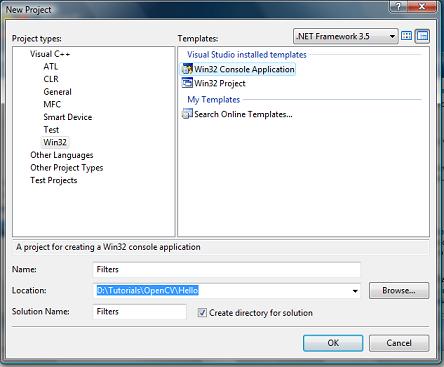 New Project
Project types:
Templates:
.NET Framework 3.5
Visual C++
ATL
CLR
General
MFC
Smart Device
Test
Win32
Other Languages
Other Project Types
Test Projects
Visual Studio installed templates
Win32 Console Application
Win32 Project
My Templates
Search Online Templates...
A project for creating a Win32 console application
Name:
Filters
Location:
D:\Tutorials\OpenCV\Hello
Browse...
Solution Name:
Filters
Create directory for solution
OK
Cancel